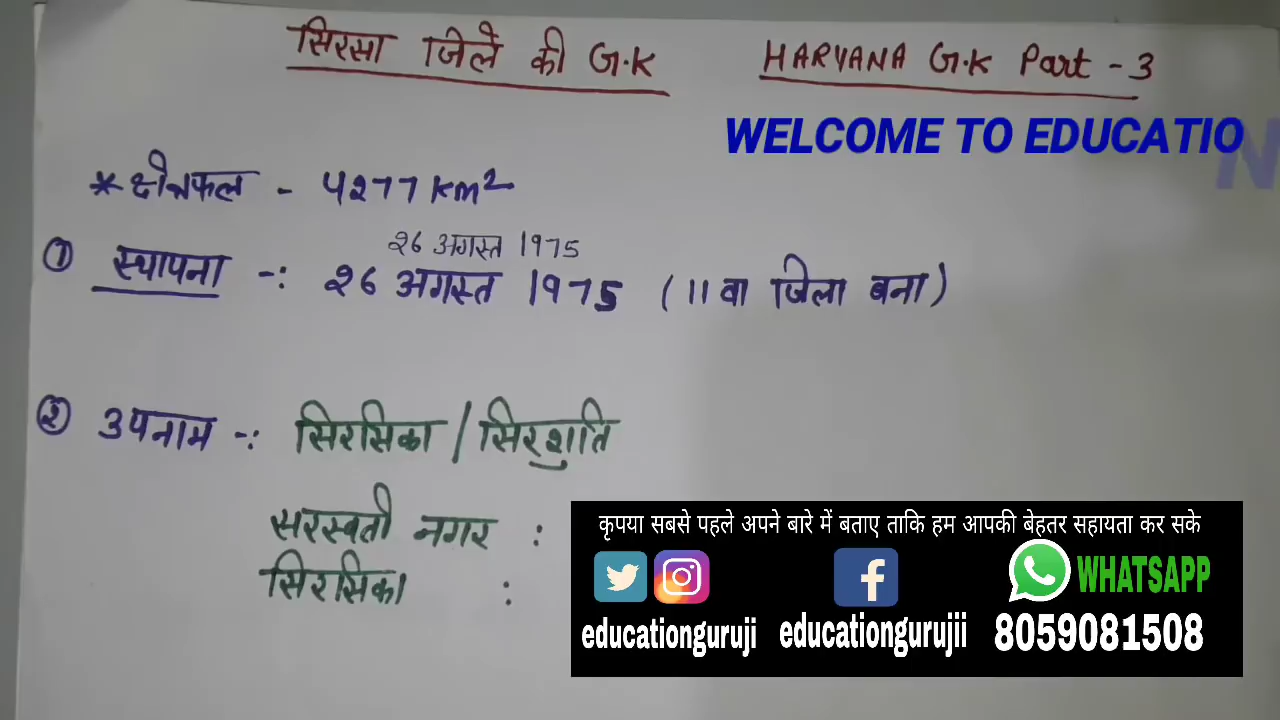 सिरसा जिले की G.K HARYANA G.K Part - 3
WELCOME TO EDUCATIO
N
* क्षेत्रफल - 4277 km²
① स्थापना -: 26 अगस्त 1975 (11 वा जिला बना)
26 अगस्त 1975
② उपनाम -: सिरसिका / सिरशुति
सरस्वती नगर :
सिरसिका :
कृपया सबसे पहले अपने बारे में बताए ताकि हम आपकी बेहतर सहायता कर सके
WHATSAPP
educationguruji educationgurujii 8059081508